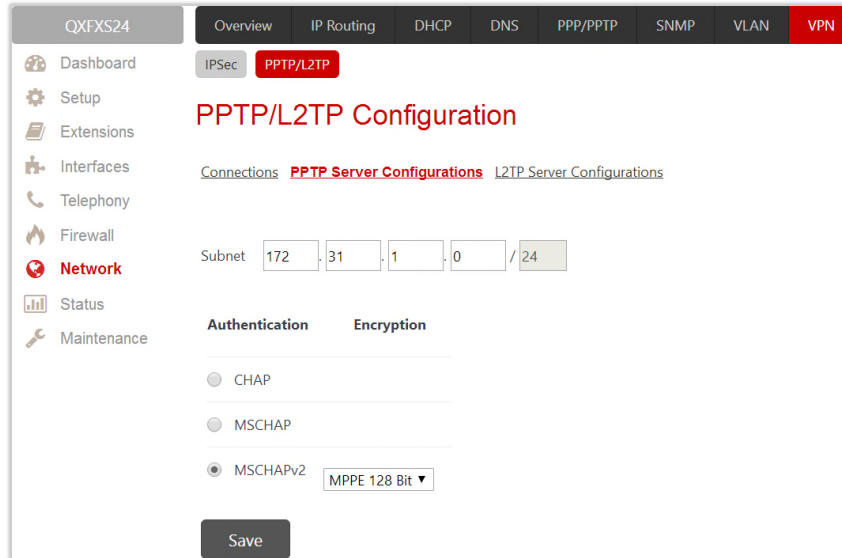 QXFXS24
Overview IP Routing DHCP DNS PPP/PPTP SNMP VLAN VPN
Dashboard
Setup
Extensions
Interfaces
Telephony
Firewall
Network
Status
Maintenance
IPSec PPTP/L2TP
PPTP/L2TP Configuration
Connections PPTP Server Configurations L2TP Server Configurations
Subnet 172 . 31 . 1 . 0 / 24
Authentication Encryption
CHAP
MSCHAP
MSCHAPv2 MPPE 128 Bit
Save